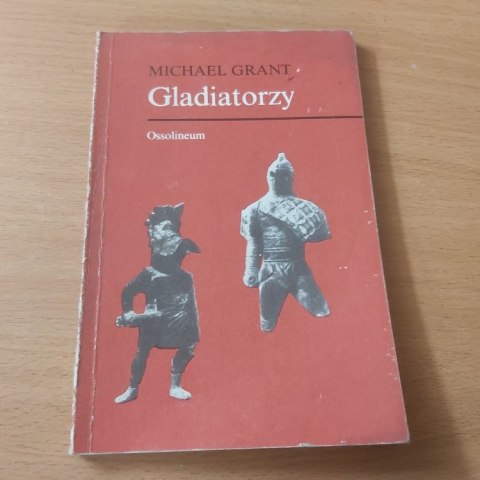 MICHAEL GRANT
Gladiatorzy
Ossolineum